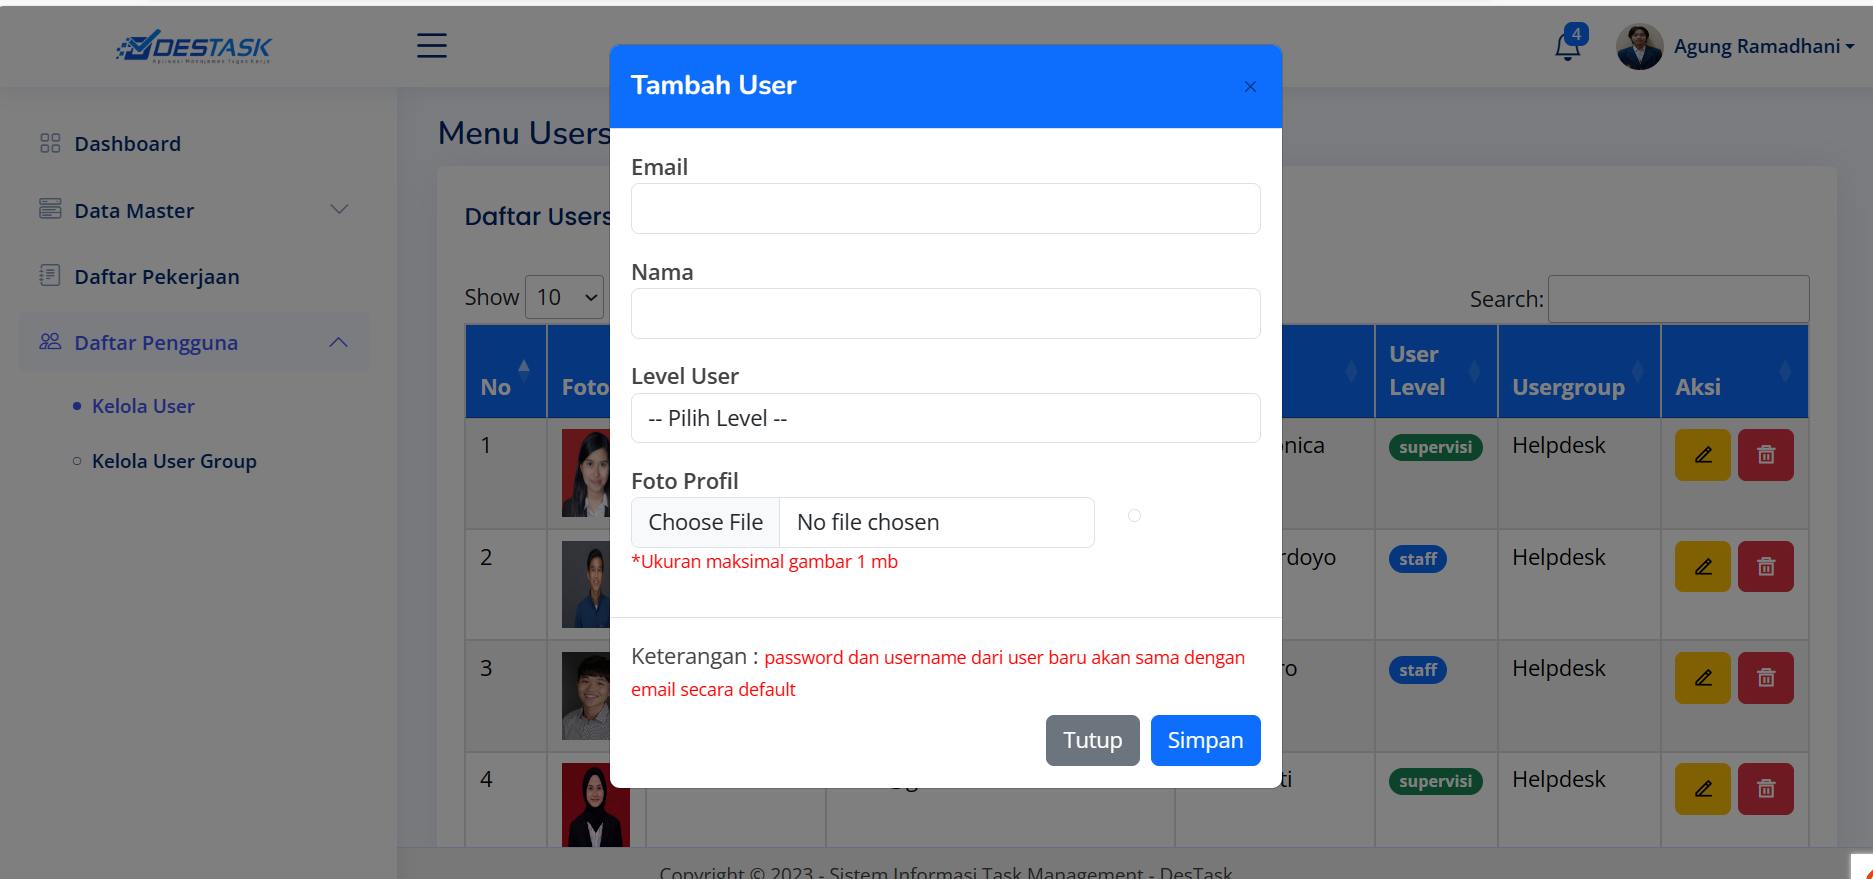 DESTASK
Aplikasi Manajemen Tugas Kerja
4
Agung Ramadhani
Dashboard
Data Master
Daftar Pekerjaan
Daftar Pengguna
Kelola User
Kelola User Group
Menu Users
Daftar Users
Show 10
Search:
No
Foto
User Level
Usergroup
Aksi
1
nica
supervisi
Helpdesk
2
rdoyo
staff
Helpdesk
3
ro
staff
Helpdesk
4
ti
supervisi
Helpdesk
Tambah User
×
Email
Nama
Level User
-- Pilih Level --
Foto Profil
Choose File No file chosen
*Ukuran maksimal gambar 1 mb
Keterangan : password dan username dari user baru akan sama dengan
email secara default
Tutup
Simpan
Copyright © 2023 - Sistem Informasi Task Management - DesTask